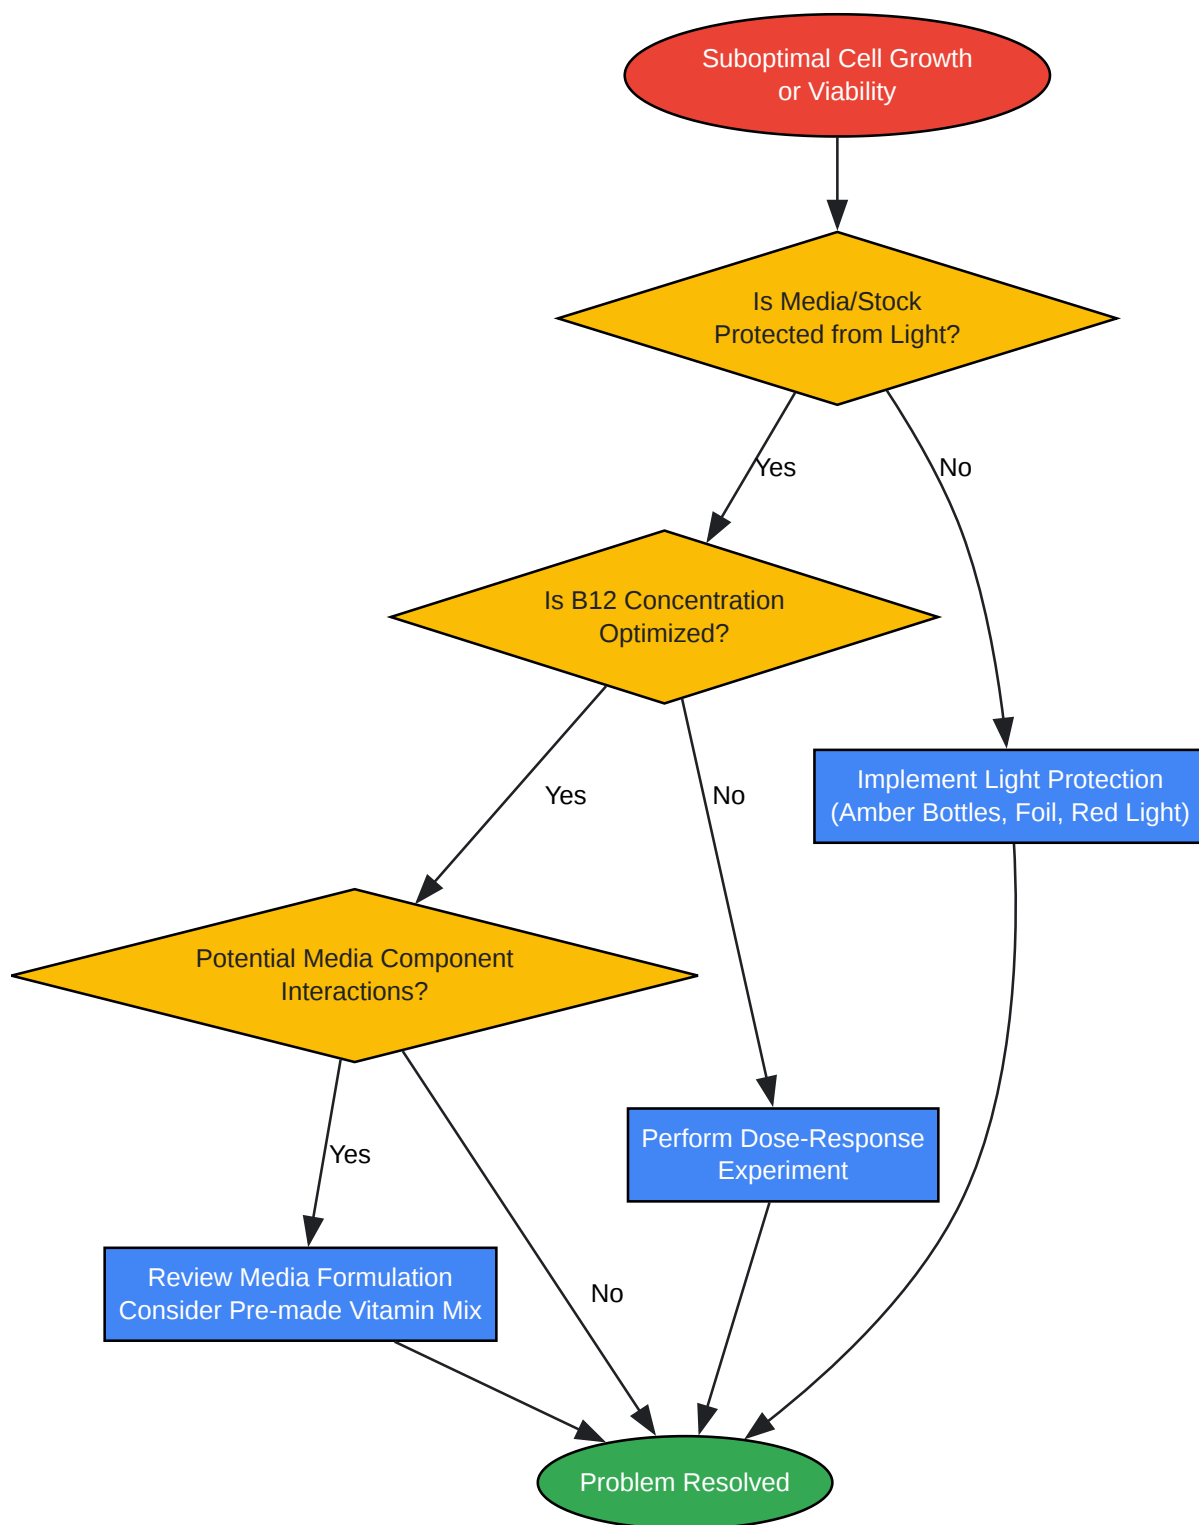 Suboptimal Cell Growth
or Viability
Is Media/Stock
Protected from Light?
Yes
No
Is B12 Concentration
Optimized?
Implement Light Protection
(Amber Bottles, Foil, Red Light)
Yes
No
Potential Media Component
Interactions?
Perform Dose-Response
Experiment
Yes
Review Media Formulation
Consider Pre-made Vitamin Mix
No
Problem Resolved